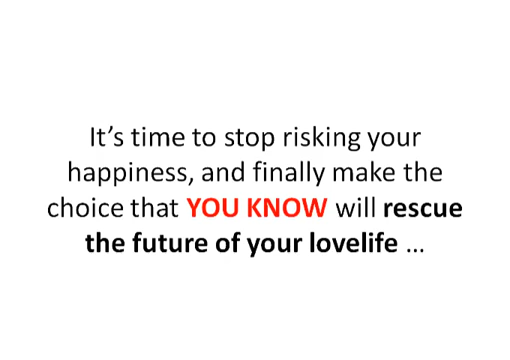 It’s time to stop risking your
happiness, and finally make the
choice that YOU KNOW will rescue
the future of your lovelife ...